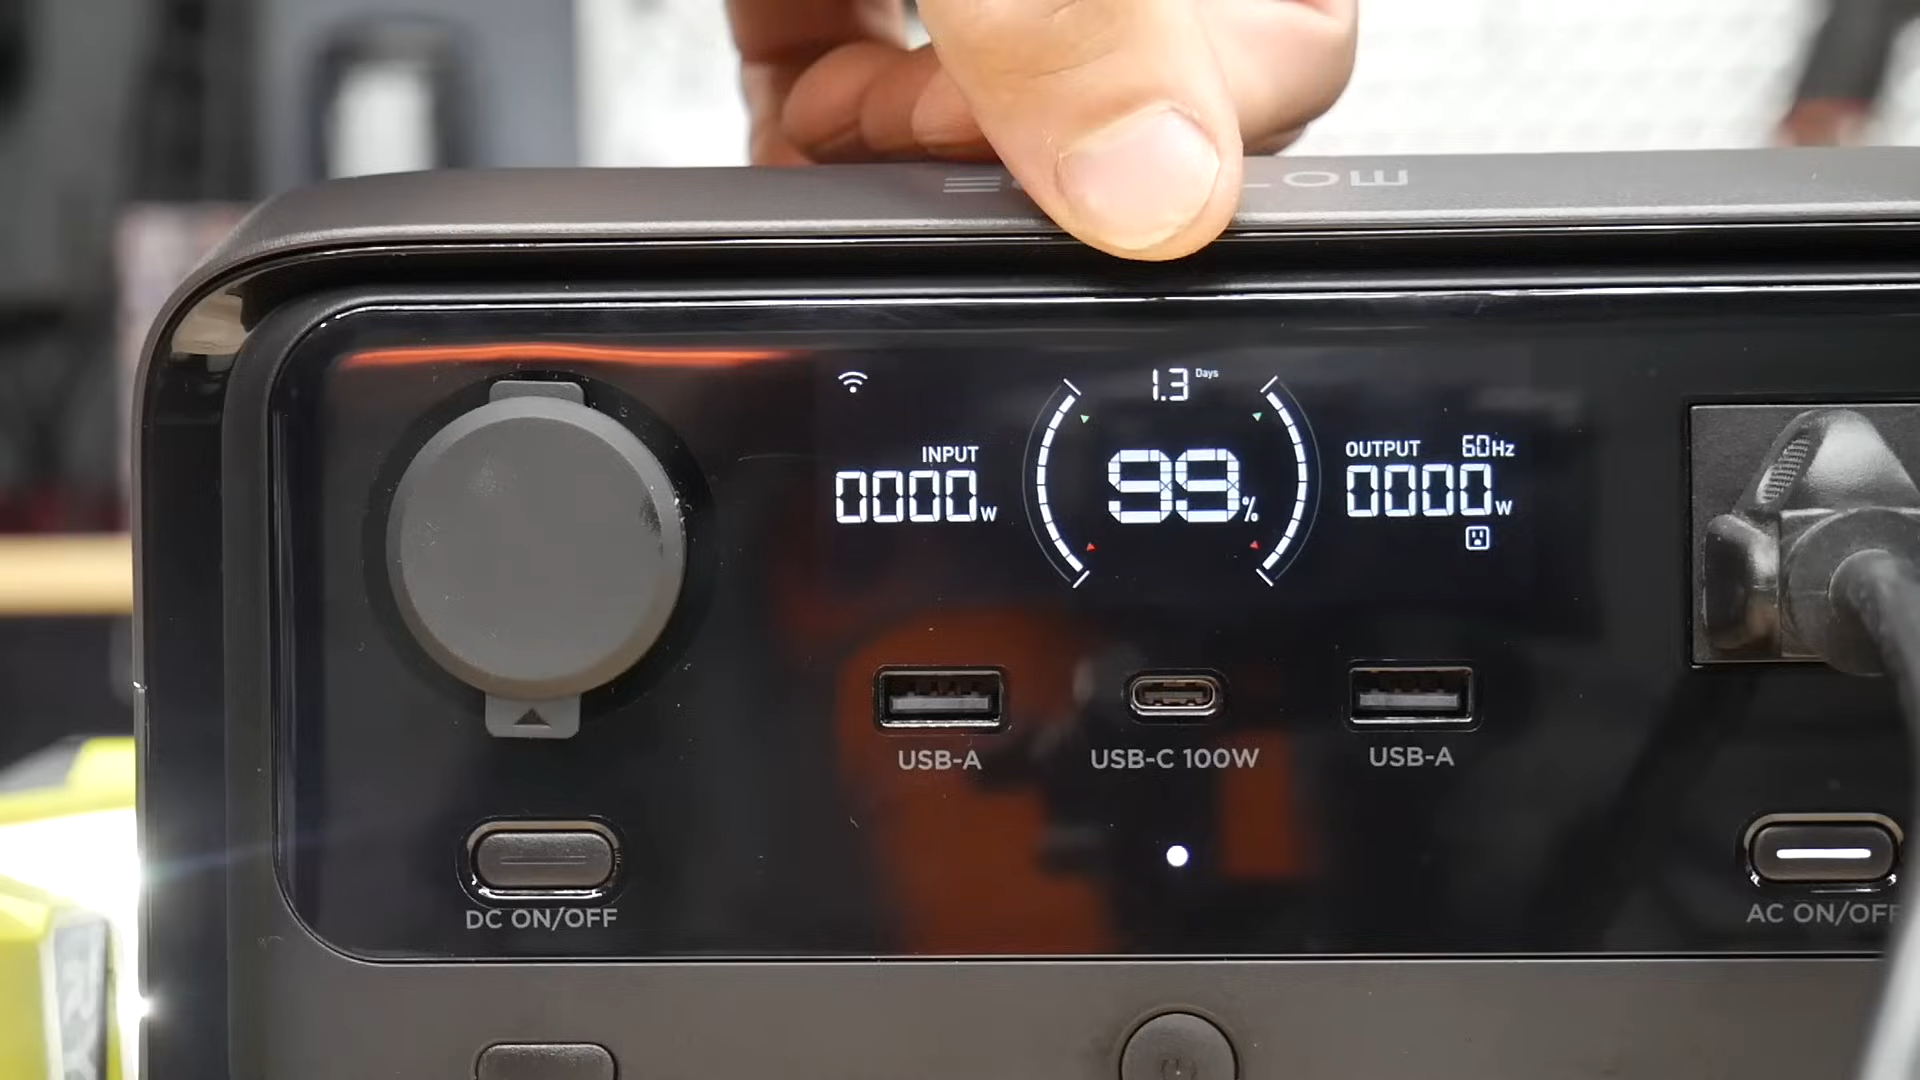 1.3 Days
INPUT
0000W
99%
OUTPUT 60Hz
0000W
USB-A
USB-C 100W
USB-A
DC ON/OFF
AC ON/OFF